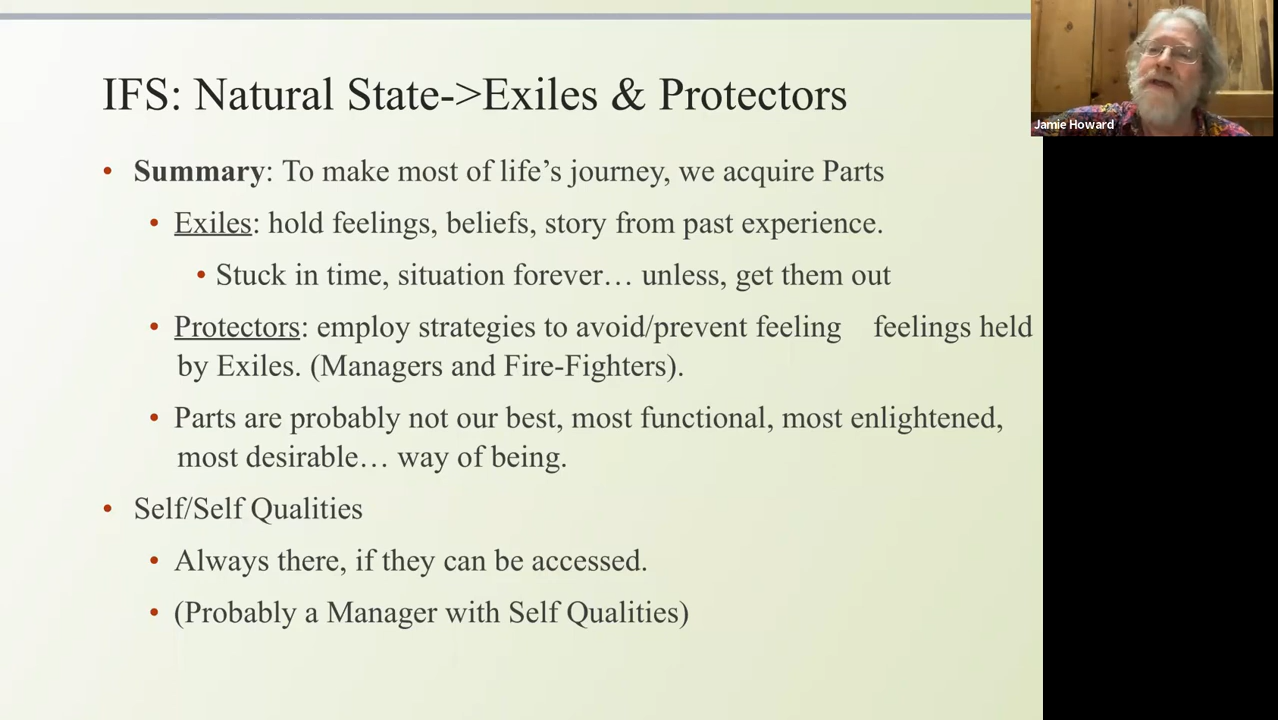 IFS: Natural State->Exiles & Protectors
Jamie Howard
• Summary: To make most of life’s journey, we acquire Parts
• Exiles: hold feelings, beliefs, story from past experience.
• Stuck in time, situation forever… unless, get them out
• Protectors: employ strategies to avoid/prevent feeling feelings held
by Exiles. (Managers and Fire-Fighters).
• Parts are probably not our best, most functional, most enlightened,
most desirable… way of being.
• Self/Self Qualities
• Always there, if they can be accessed.
• (Probably a Manager with Self Qualities)